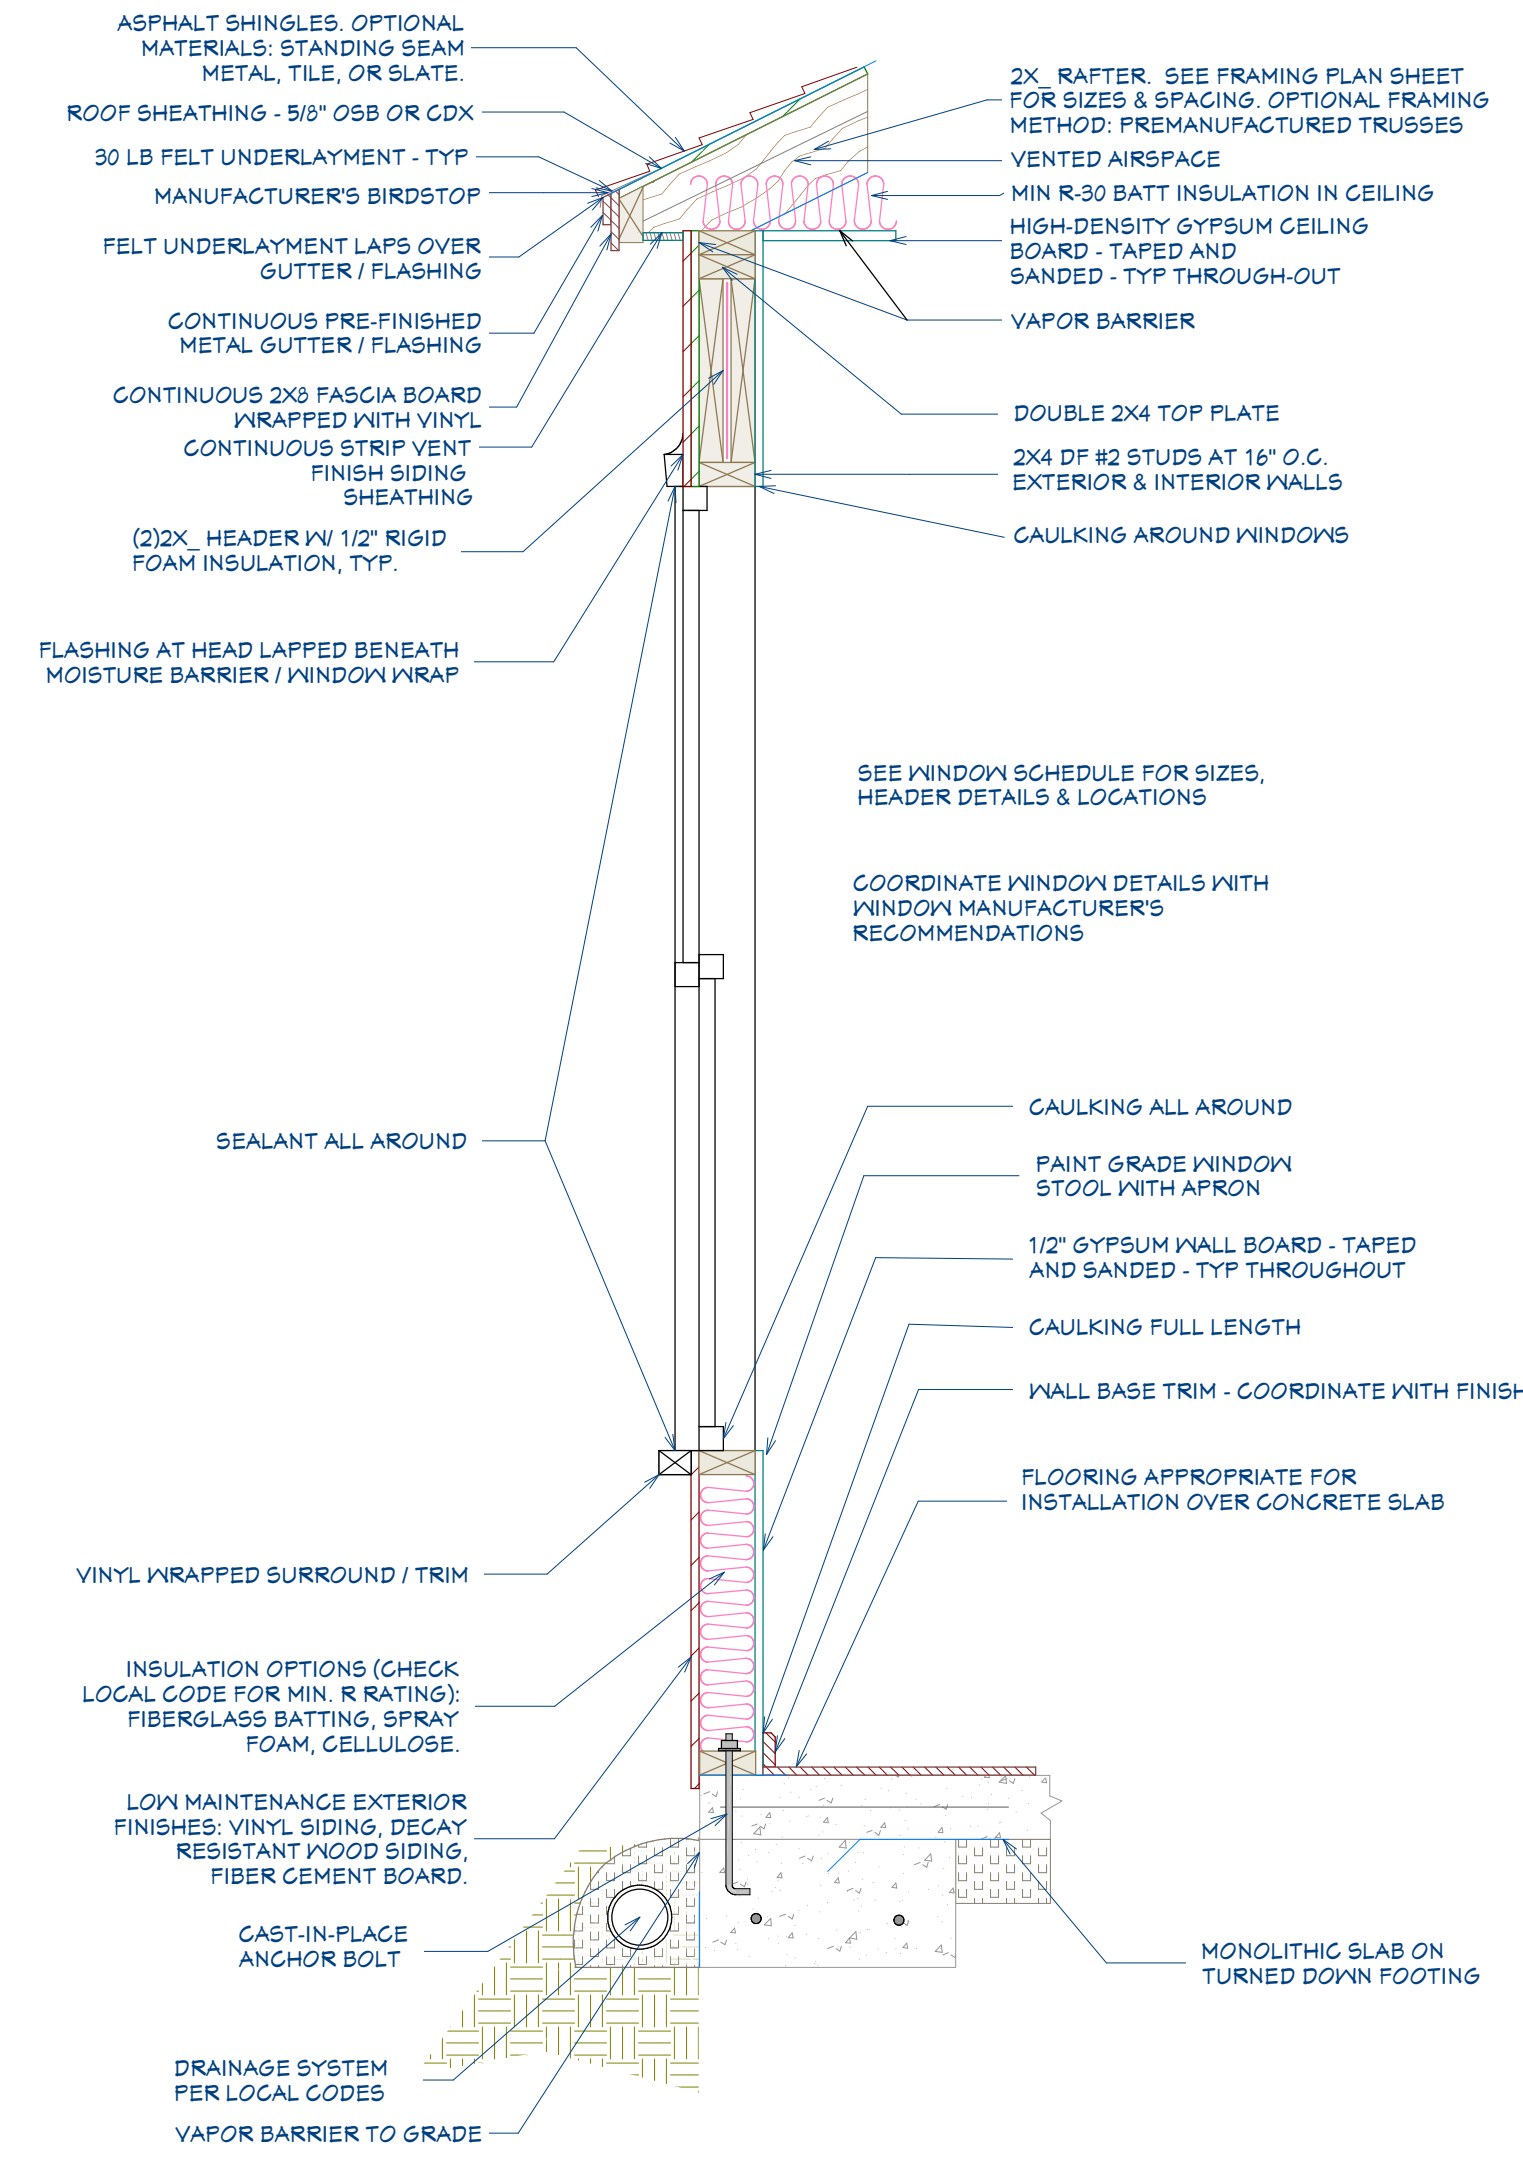 ASPHALT SHINGLES. OPTIONAL
MATERIALS: STANDING SEAM
METAL, TILE, OR SLATE.
ROOF SHEATHING - 5/8" OSB OR CDX
30 LB FELT UNDERLAYMENT - TYP
MANUFACTURER'S BIRDSTOP
FELT UNDERLAYMENT LAPS OVER
GUTTER / FLASHING
CONTINUOUS PRE-FINISHED
METAL GUTTER / FLASHING
CONTINUOUS 2X8 FASCIA BOARD
WRAPPED WITH VINYL
CONTINUOUS STRIP VENT
FINISH SIDING
SHEATHING
(2)2X_ HEADER W/ 1/2" RIGID
FOAM INSULATION, TYP.
FLASHING AT HEAD LAPPED BENEATH
MOISTURE BARRIER / WINDOW WRAP
SEALANT ALL AROUND
VINYL WRAPPED SURROUND / TRIM
INSULATION OPTIONS (CHECK
LOCAL CODE FOR MIN. R RATING):
FIBERGLASS BATTING, SPRAY
FOAM, CELLULOSE.
LOW MAINTENANCE EXTERIOR
FINISHES: VINYL SIDING, DECAY
RESISTANT WOOD SIDING,
FIBER CEMENT BOARD.
CAST-IN-PLACE
ANCHOR BOLT
DRAINAGE SYSTEM
PER LOCAL CODES
VAPOR BARRIER TO GRADE
2X_ RAFTER. SEE FRAMING PLAN SHEET
FOR SIZES & SPACING. OPTIONAL FRAMING
METHOD: PREMANUFACTURED TRUSSES
VENTED AIRSPACE
MIN R-30 BATT INSULATION IN CEILING
HIGH-DENSITY GYPSUM CEILING
BOARD - TAPED AND
SANDED - TYP THROUGH-OUT
VAPOR BARRIER
DOUBLE 2X4 TOP PLATE
2X4 DF #2 STUDS AT 16" O.C.
EXTERIOR & INTERIOR WALLS
CAULKING AROUND WINDOWS
SEE WINDOW SCHEDULE FOR SIZES,
HEADER DETAILS & LOCATIONS
COORDINATE WINDOW DETAILS WITH
WINDOW MANUFACTURER'S
RECOMMENDATIONS
CAULKING ALL AROUND
PAINT GRADE WINDOW
STOOL WITH APRON
1/2" GYPSUM WALL BOARD - TAPED
AND SANDED - TYP THROUGHOUT
CAULKING FULL LENGTH
WALL BASE TRIM - COORDINATE WITH FINISH
FLOORING APPROPRIATE FOR
INSTALLATION OVER CONCRETE SLAB
MONOLITHIC SLAB ON
TURNED DOWN FOOTING